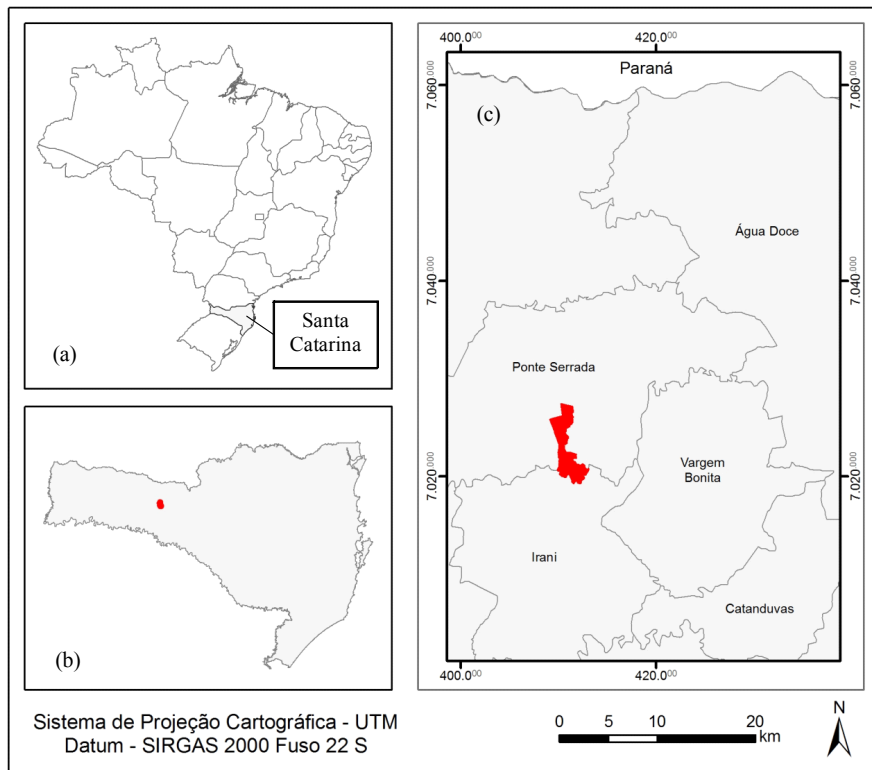 (a)
Santa
Catarina
(b)
400.000
420.000
Paraná
(c)
7.060.000
7.060.000
Água Doce
7.040.000
7.040.000
Ponte Serrada
Vargem
Bonita
7.020.000
7.020.000
Irani
Catanduvas
400.000
420.000
Sistema de Projeção Cartográfica - UTM
Datum - SIRGAS 2000 Fuso 22 S
0 5 10 20
km
N